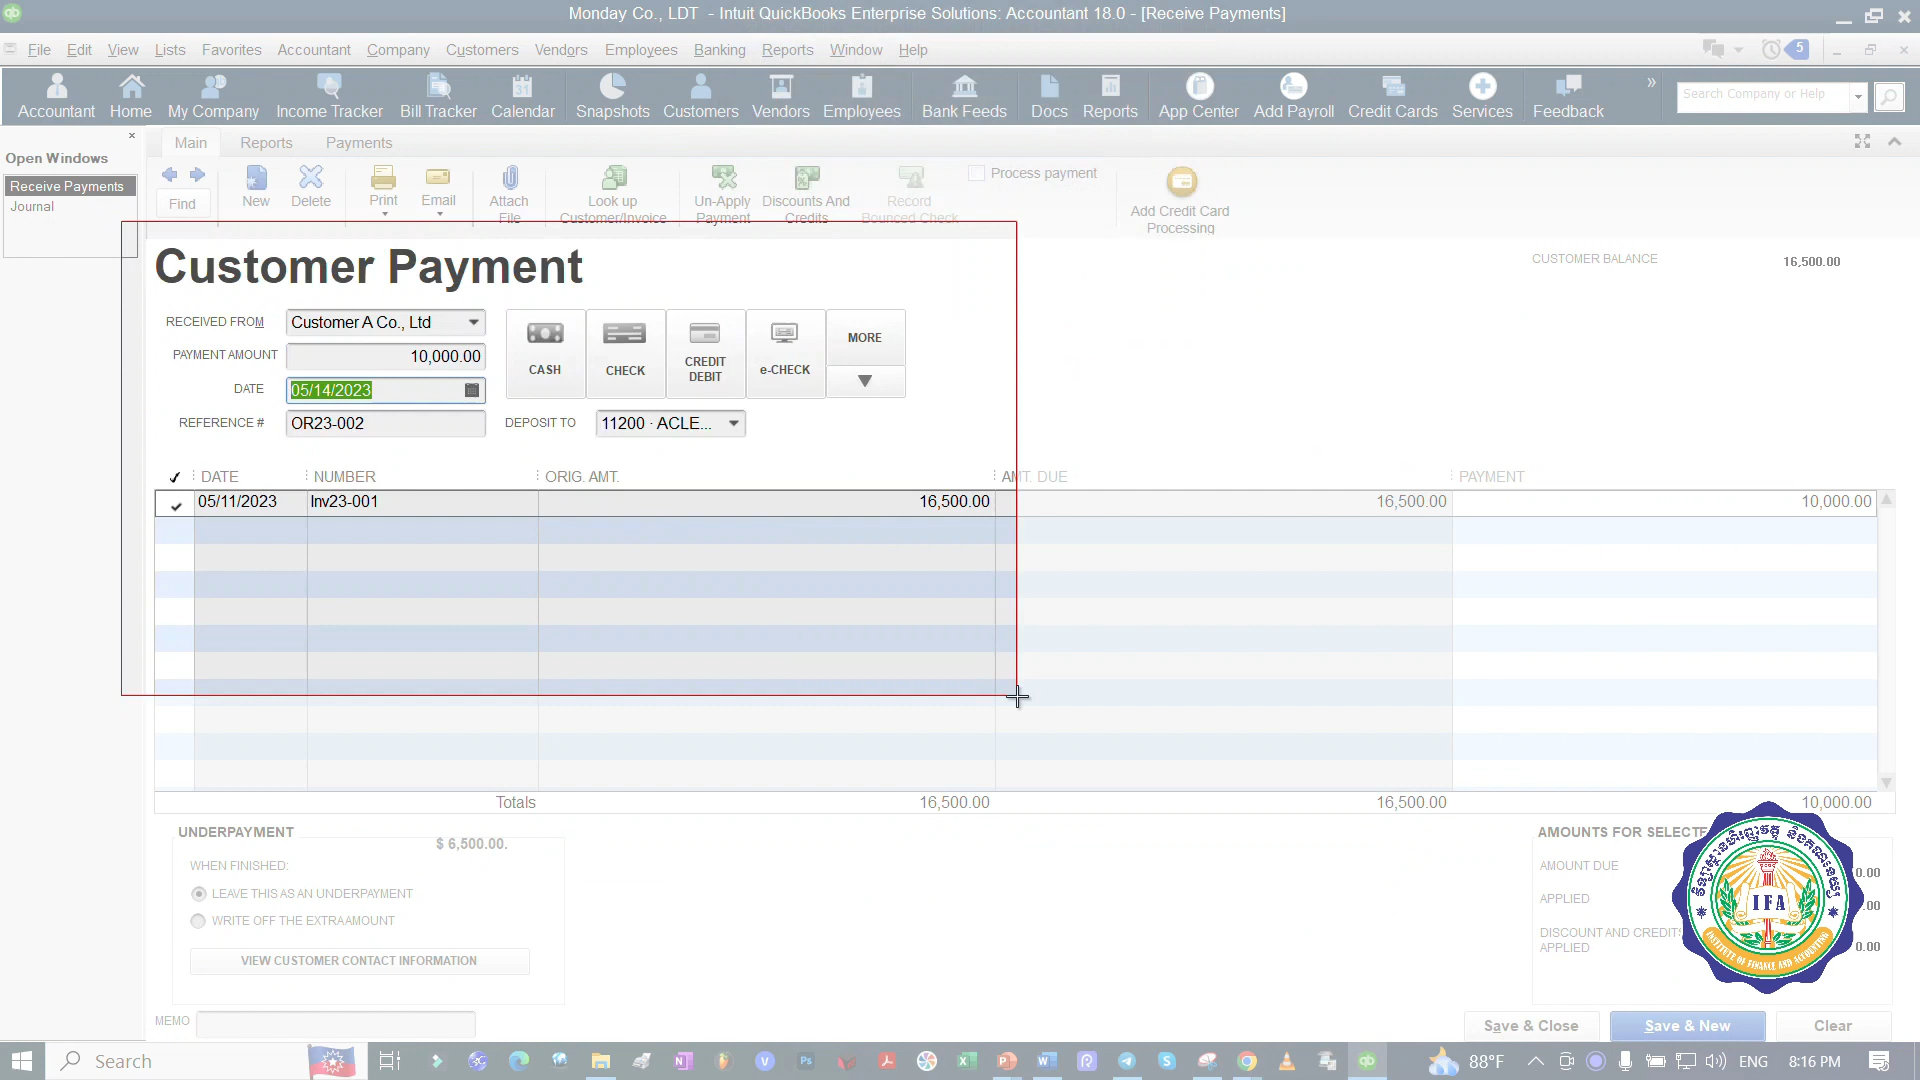 Monday Co., LDT - Intuit QuickBooks Enterprise Solutions: Accountant 18.0 - [Receive Payments]
File Edit View Lists Favorites Accountant Company Customers Vendors Employees Banking Reports Window Help 5
Accountant Home My Company Income Tracker Bill Tracker Calendar Snapshots Customers Vendors Employees Bank Feeds Docs Reports App Center Add Payroll Credit Cards Services Feedback » Search Company or Help
Open Windows
Receive Payments
Journal
Main Reports Payments
Find
New Delete Print Email
Attach
File
Look up
Customer/Invoice
Un-Apply
Payment
Discounts And
Credits
Record
Bounced Check
Process payment
Add Credit Card
Processing
Customer Payment
CUSTOMER BALANCE 16,500.00
RECEIVED FROM Customer A Co., Ltd
PAYMENT AMOUNT 10,000.00
DATE 05/14/2023
REFERENCE # OR23-002
CASH
CHECK
CREDIT
DEBIT
e-CHECK
MORE
DEPOSIT TO 11200 · ACLE...
DATE NUMBER ORIG. AMT. AMT. DUE PAYMENT
05/11/2023 Inv23-001 16,500.00 16,500.00 10,000.00
Totals 16,500.00 16,500.00 10,000.00
UNDERPAYMENT $ 6,500.00.
WHEN FINISHED:
LEAVE THIS AS AN UNDERPAYMENT
WRITE OFF THE EXTRA AMOUNT
VIEW CUSTOMER CONTACT INFORMATION
MEMO
AMOUNTS FOR
AMOUNT DUE
APPLIED
DISCOUNT AND
APPLIED
0.00
IFA
INSTITUTE OF FINANCE AND ACCOUNTING
Save & Close Save & New Clear
Search
88°F ENG 8:16 PM